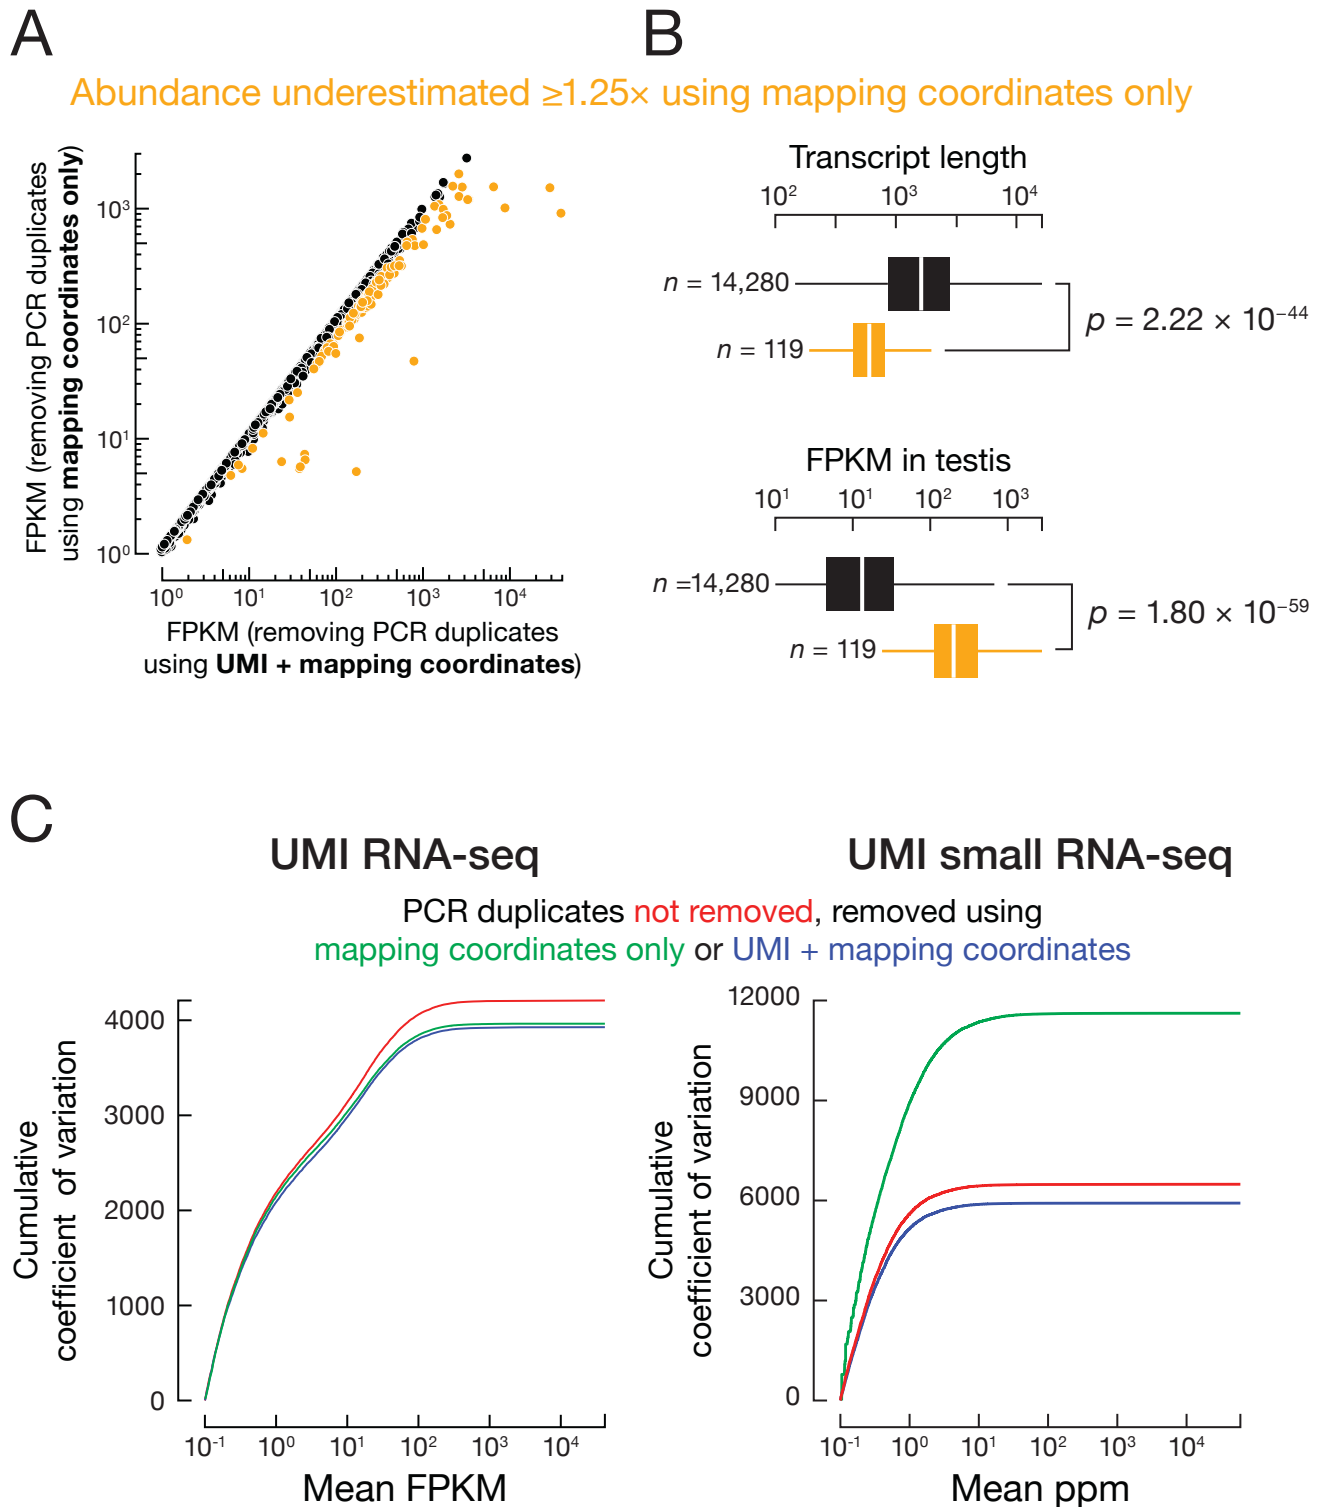 A
B
Abundance underestimated ≥1.25× using mapping coordinates only
FPKM (removing PCR duplicates
using mapping coordinates only)
10³
10²
10¹
10⁰
10⁰ 10¹ 10² 10³ 10⁴
FPKM (removing PCR duplicates
using UMI + mapping coordinates)
Transcript length
10² 10³ 10⁴
n = 14,280
n = 119
p = 2.22 × 10⁻⁴⁴
FPKM in testis
10¹ 10¹ 10² 10³
n =14,280
n = 119
p = 1.80 × 10⁻⁵⁹
C
UMI RNA-seq
UMI small RNA-seq
PCR duplicates not removed, removed using
mapping coordinates only or UMI + mapping coordinates
Cumulative
coefficient of variation
4000
3000
2000
1000
0
10⁻¹ 10⁰ 10¹ 10² 10³ 10⁴
Mean FPKM
Cumulative
coefficient of variation
12000
9000
6000
3000
0
10⁻¹ 10⁰ 10¹ 10² 10³ 10⁴
Mean ppm